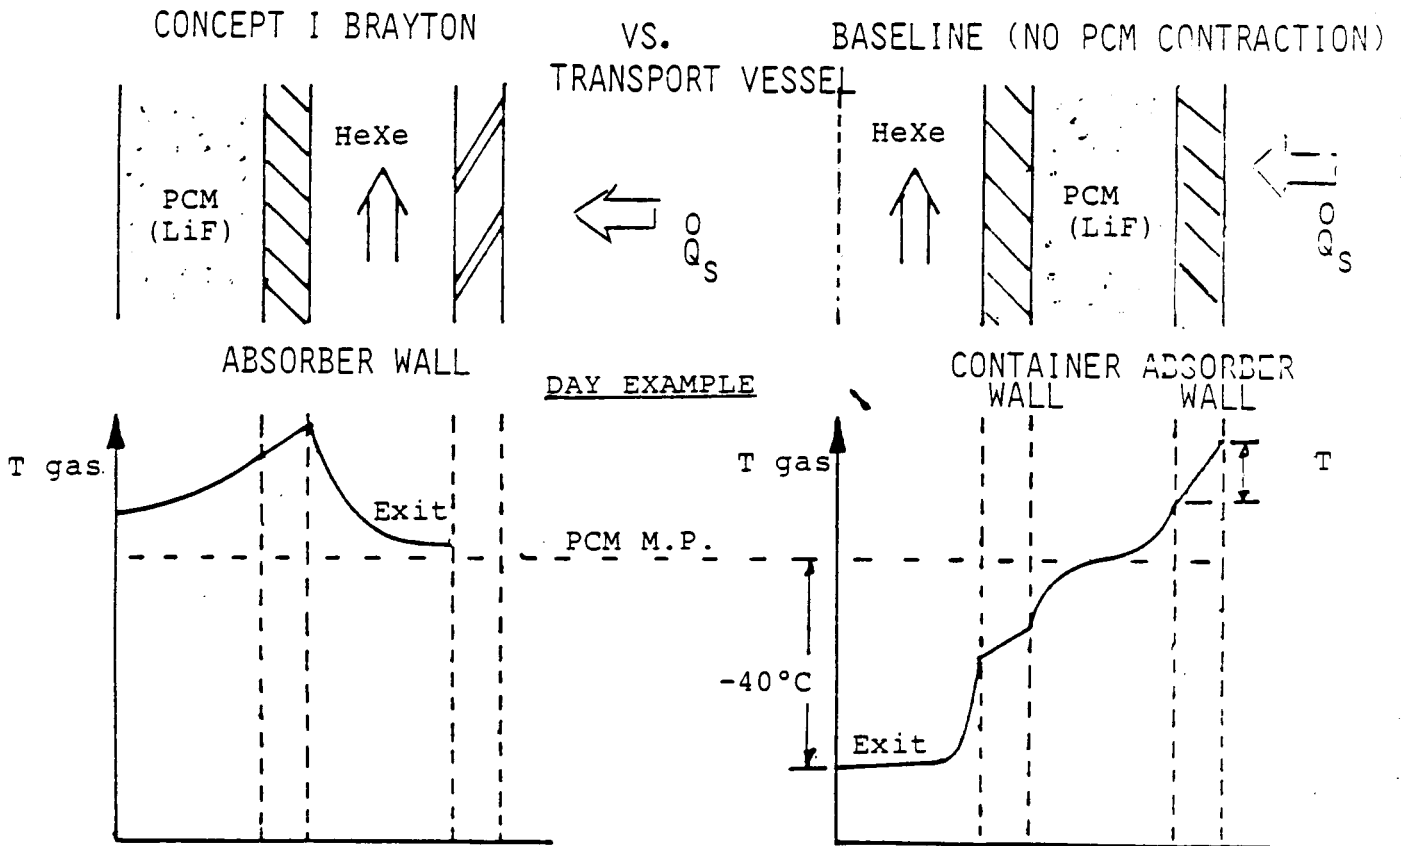 CONCEPT I BRAYTON
VS.
BASELINE (NO PCM CONTRACTION)
TRANSPORT VESSEL
HeXe
PCM
(LiF)
O
Q
S
HeXe
PCM
(LiF)
O
Q
S
ABSORBER WALL
DAY EXAMPLE
CONTAINER ABSORBER
WALL WALL
T gas
Exit
PCM M.P.
T gas
T
-40°C
Exit